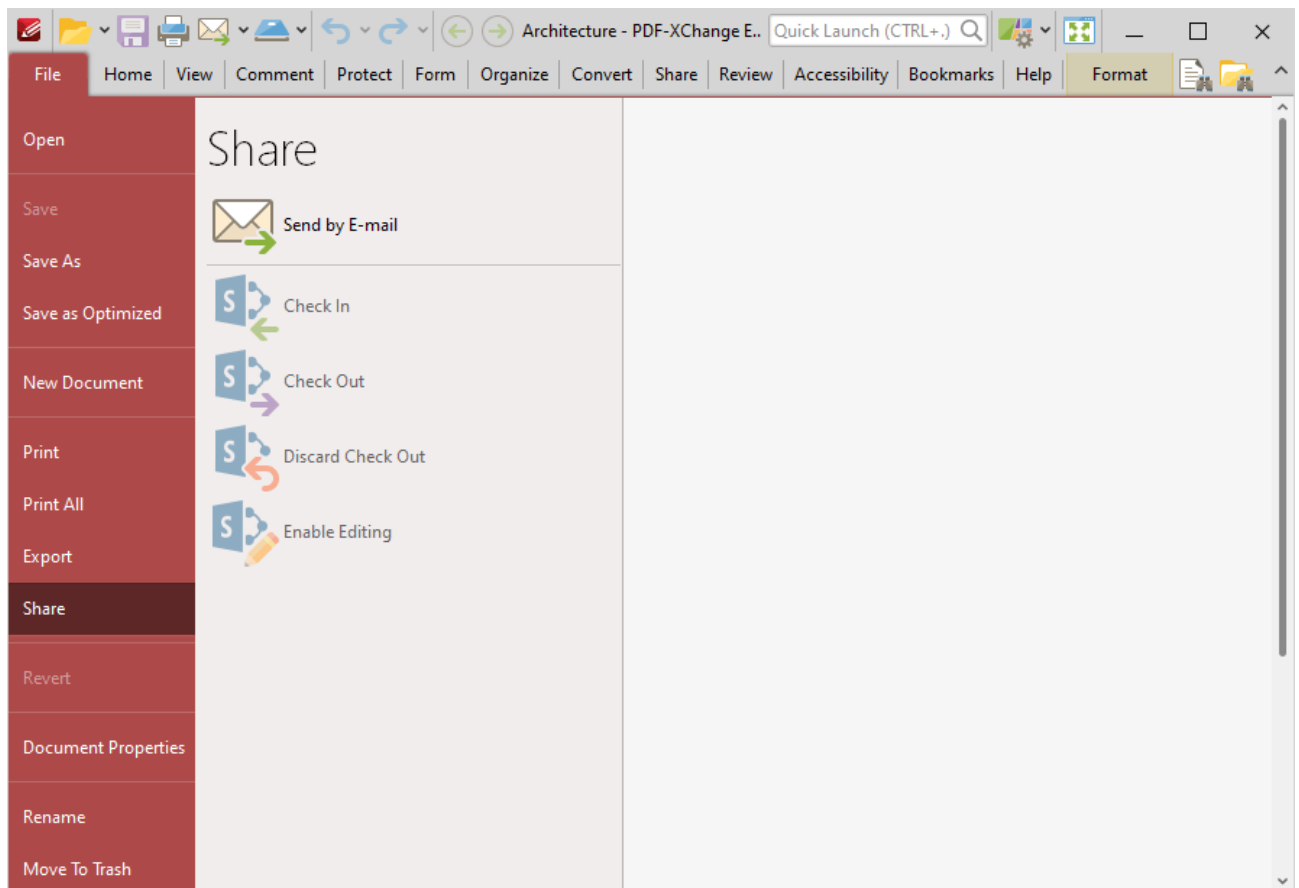 Architecture - PDF-XChange E..
Quick Launch (CTRL+.)
File Home View Comment Protect Form Organize Convert Share Review Accessibility Bookmarks Help Format
Open
Save
Save As
Save as Optimized
New Document
Print
Print All
Export
Share
Revert
Document Properties
Rename
Move To Trash
Share
Send by E-mail
S Check In
S Check Out
S Discard Check Out
S Enable Editing